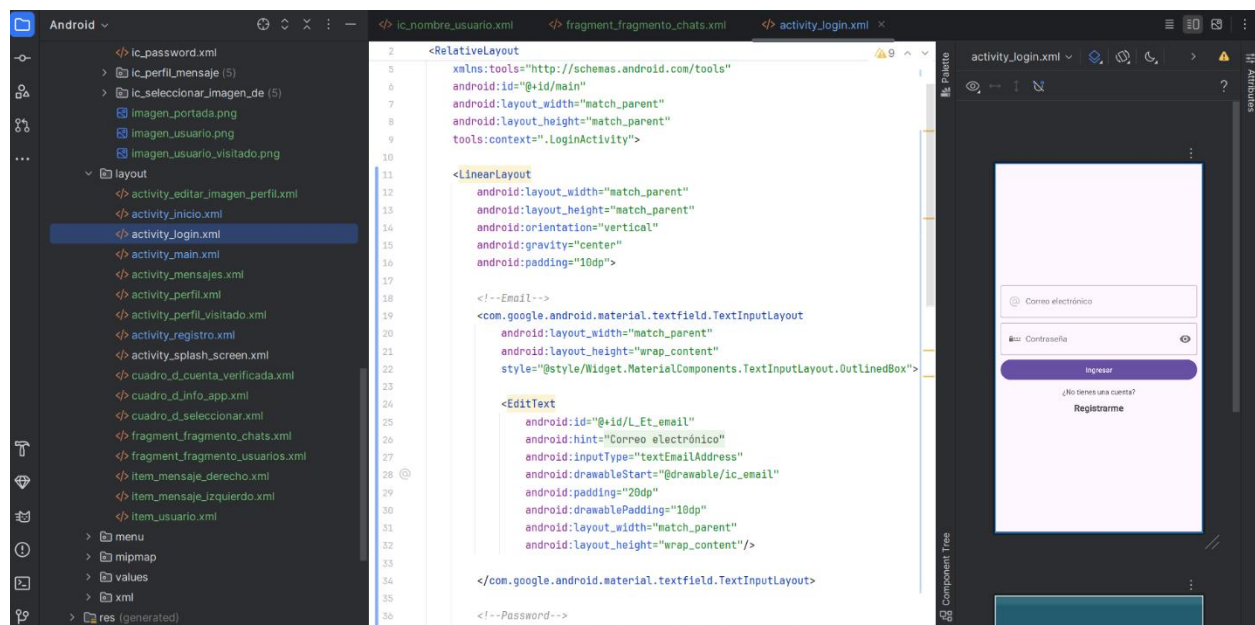 Android
ic_nombre_usuario.xml
fragment_fragmento_chats.xml
activity_login.xml
ic_password.xml
ic_perfil_mensaje (5)
ic_seleccionar_imagen_de (5)
imagen_portada.png
imagen_usuario.png
imagen_usuario_visitado.png
layout
activity_editar_imagen_perfil.xml
activity_inicio.xml
activity_login.xml
activity_main.xml
activity_mensajes.xml
activity_perfil.xml
activity_perfil_visitado.xml
activity_registro.xml
activity_splash_screen.xml
cuadro_d_cuenta_verificada.xml
cuadro_d_info_app.xml
cuadro_d_seleccionar.xml
fragment_fragmento_chats.xml
fragment_fragmento_usuarios.xml
item_mensaje_derecho.xml
item_mensaje_izquierdo.xml
item_usuario.xml
menu
mipmap
values
xml
res (generated)
9
2 <RelativeLayout
5 xmlns:tools="http://schemas.android.com/tools"
6 android:id="@+id/main"
7 android:layout_width="match_parent"
8 android:layout_height="match_parent"
9 tools:context=".LoginActivity">
10
11 <LinearLayout
12 android:layout_width="match_parent"
13 android:layout_height="match_parent"
14 android:orientation="vertical"
15 android:gravity="center"
16 android:padding="10dp">
17
18 <!--Email-->
19 <com.google.android.material.textfield.TextInputLayout
20 android:layout_width="match_parent"
21 android:layout_height="wrap_content"
22 style="@style/Widget.MaterialComponents.TextInputLayout.OutlinedBox">
23
24 <EditText
25 android:id="@+id/L_Et_email"
26 android:hint="Correo electrónico"
27 android:inputType="textEmailAddress"
28 android:drawableStart="@drawable/ic_email"
29 android:padding="20dp"
30 android:drawablePadding="10dp"
31 android:layout_width="match_parent"
32 android:layout_height="wrap_content"/>
33
34 </com.google.android.material.textfield.TextInputLayout>
35
36 <!--Password-->
Palette
Component Tree
activity_login.xml
Attributes
Correo electrónico
Contraseña
Ingresar
¿No tienes una cuenta?
Registrarme